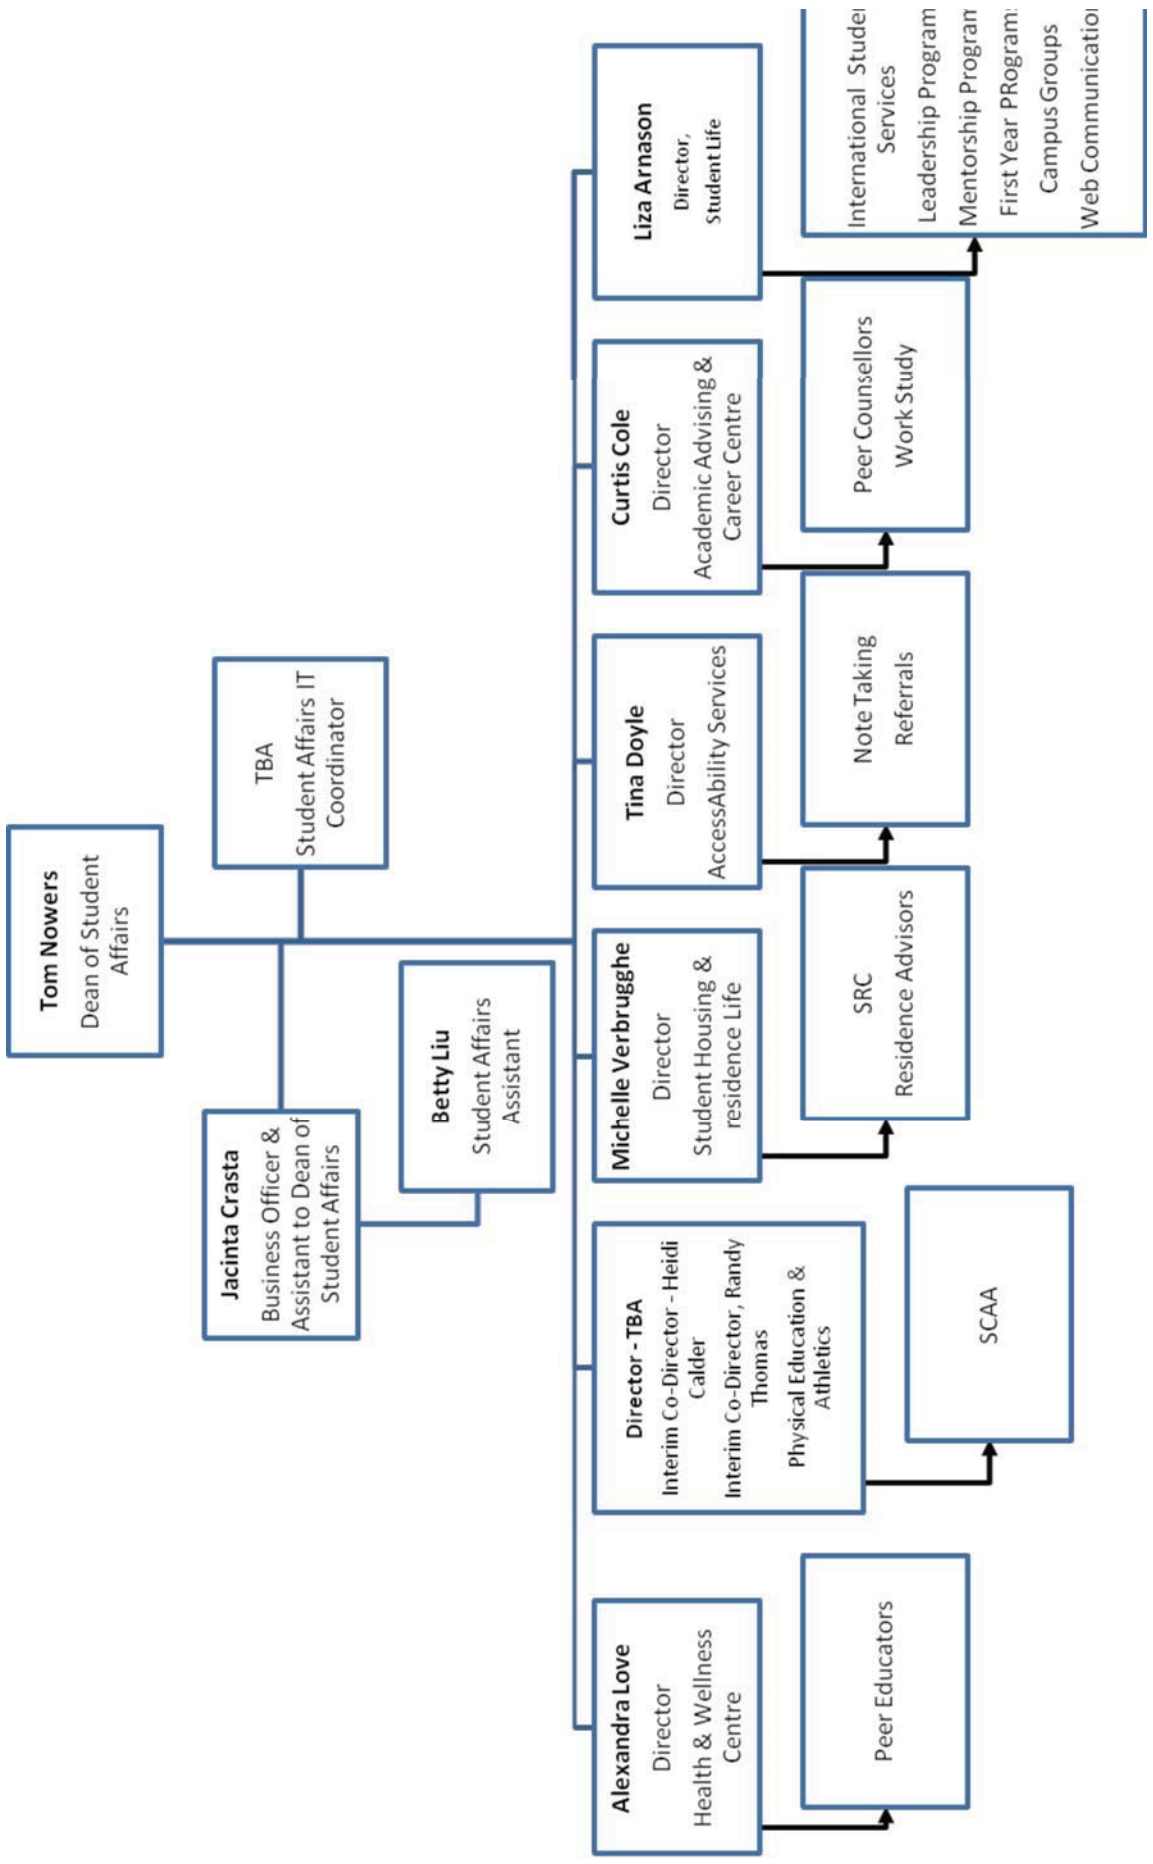 Tom Nowers
Dean of Student
Affairs
TBA
Student Affairs IT
Coordinator
Jacinta Crasta
Business Officer &
Assistant to Dean of
Student Affairs
Betty Liu
Student Affairs
Assistant
Alexandra Love
Director
Health & Wellness
Centre
Director - TBA
Interim Co-Director - Heidi
Calder
Interim Co-Director, Randy
Thomas
Physical Education &
Athletics
Michelle Verbrugghe
Director
Student Housing &
residence Life
Tina Doyle
Director
AccessAbility Services
Curtis Cole
Director
Academic Advising &
Career Centre
Liza Arnason
Director,
Student Life
Peer Educators
SCAA
SRC
Residence Advisors
Note Taking
Referrals
Peer Counsellors
Work Study
International
Services
Leadership Program
Mentorship Program
First Year PRogram
Campus Groups
Web